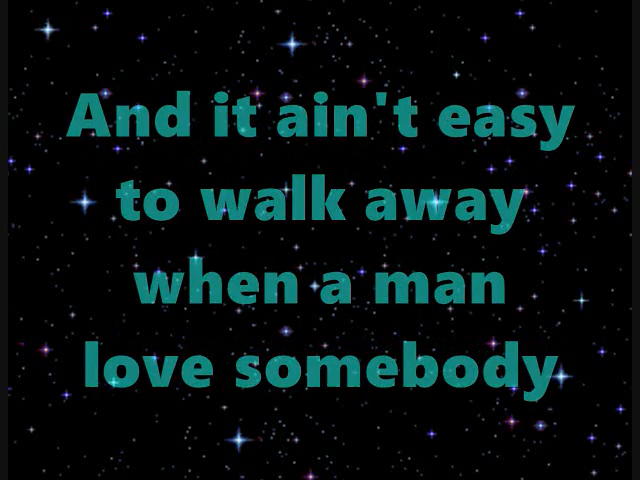 And it ain't easy
to walk away
when a man
love somebody